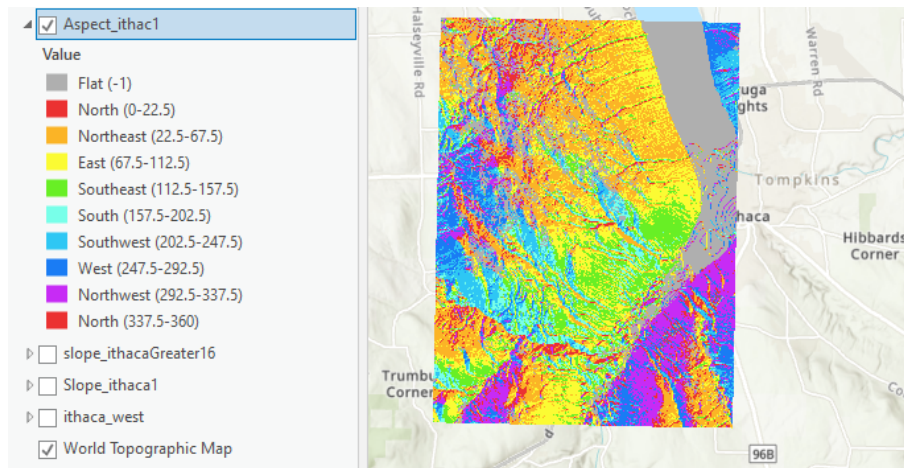 Aspect_ithac1
Value
Flat (-1)
North (0-22.5)
Northeast (22.5-67.5)
East (67.5-112.5)
Southeast (112.5-157.5)
South (157.5-202.5)
Southwest (202.5-247.5)
West (247.5-292.5)
Northwest (292.5-337.5)
North (337.5-360)
slope_ithacaGreater16
Slope_ithaca1
ithaca_west
World Topographic Map
Halseyville Rd
Warren Rd
uga
ghts
Tompkins
haca
Hibbards
Corner
Trumbu
Corner
96B